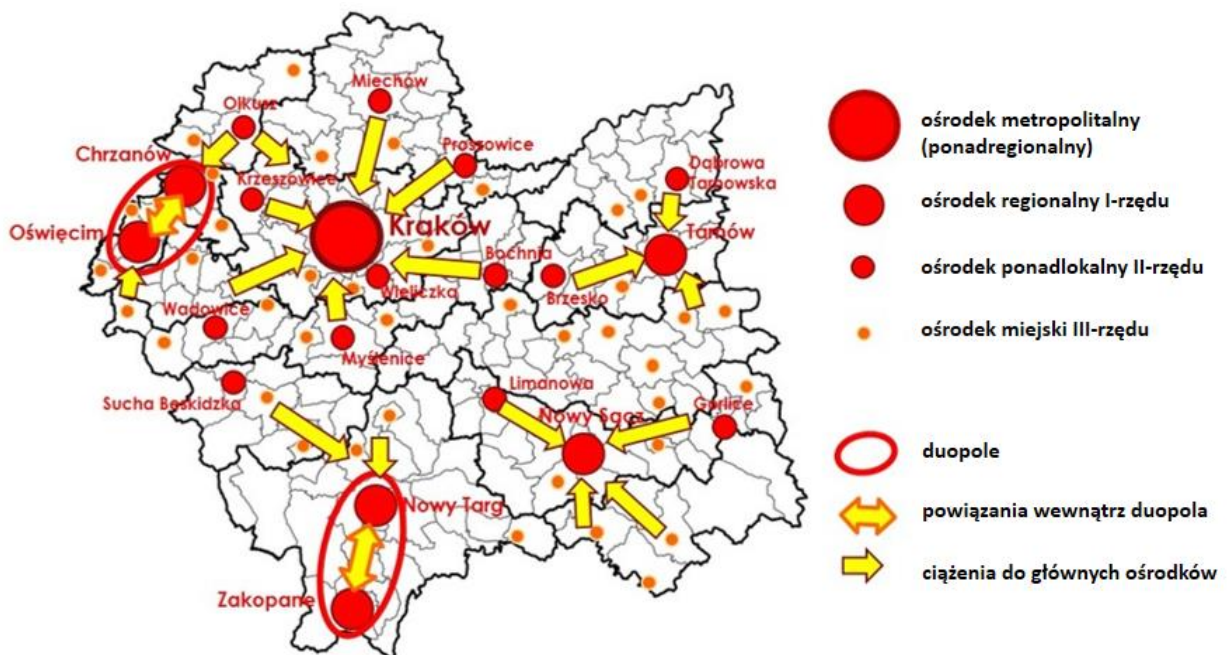 Miechów
Olkusz
Proszowice
Chrzanów
Krzeszowice
Dąbrowa
Tarnowska
Kraków
Oświęcim
Tarnów
Bochnia
Wieliczka
Brzesko
Wadowice
Myślenice
Limanowa
Sucha Beskidzka
Nowy Sącz
Gorlice
Nowy Targ
Zakopane
ośrodek metropolitalny
(ponadregionalny)
ośrodek regionalny I-rzędu
ośrodek ponadlokalny II-rzędu
ośrodek miejski III-rzędu
duopole
powiązania wewnątrz duopola
ciążenia do głównych ośrodków